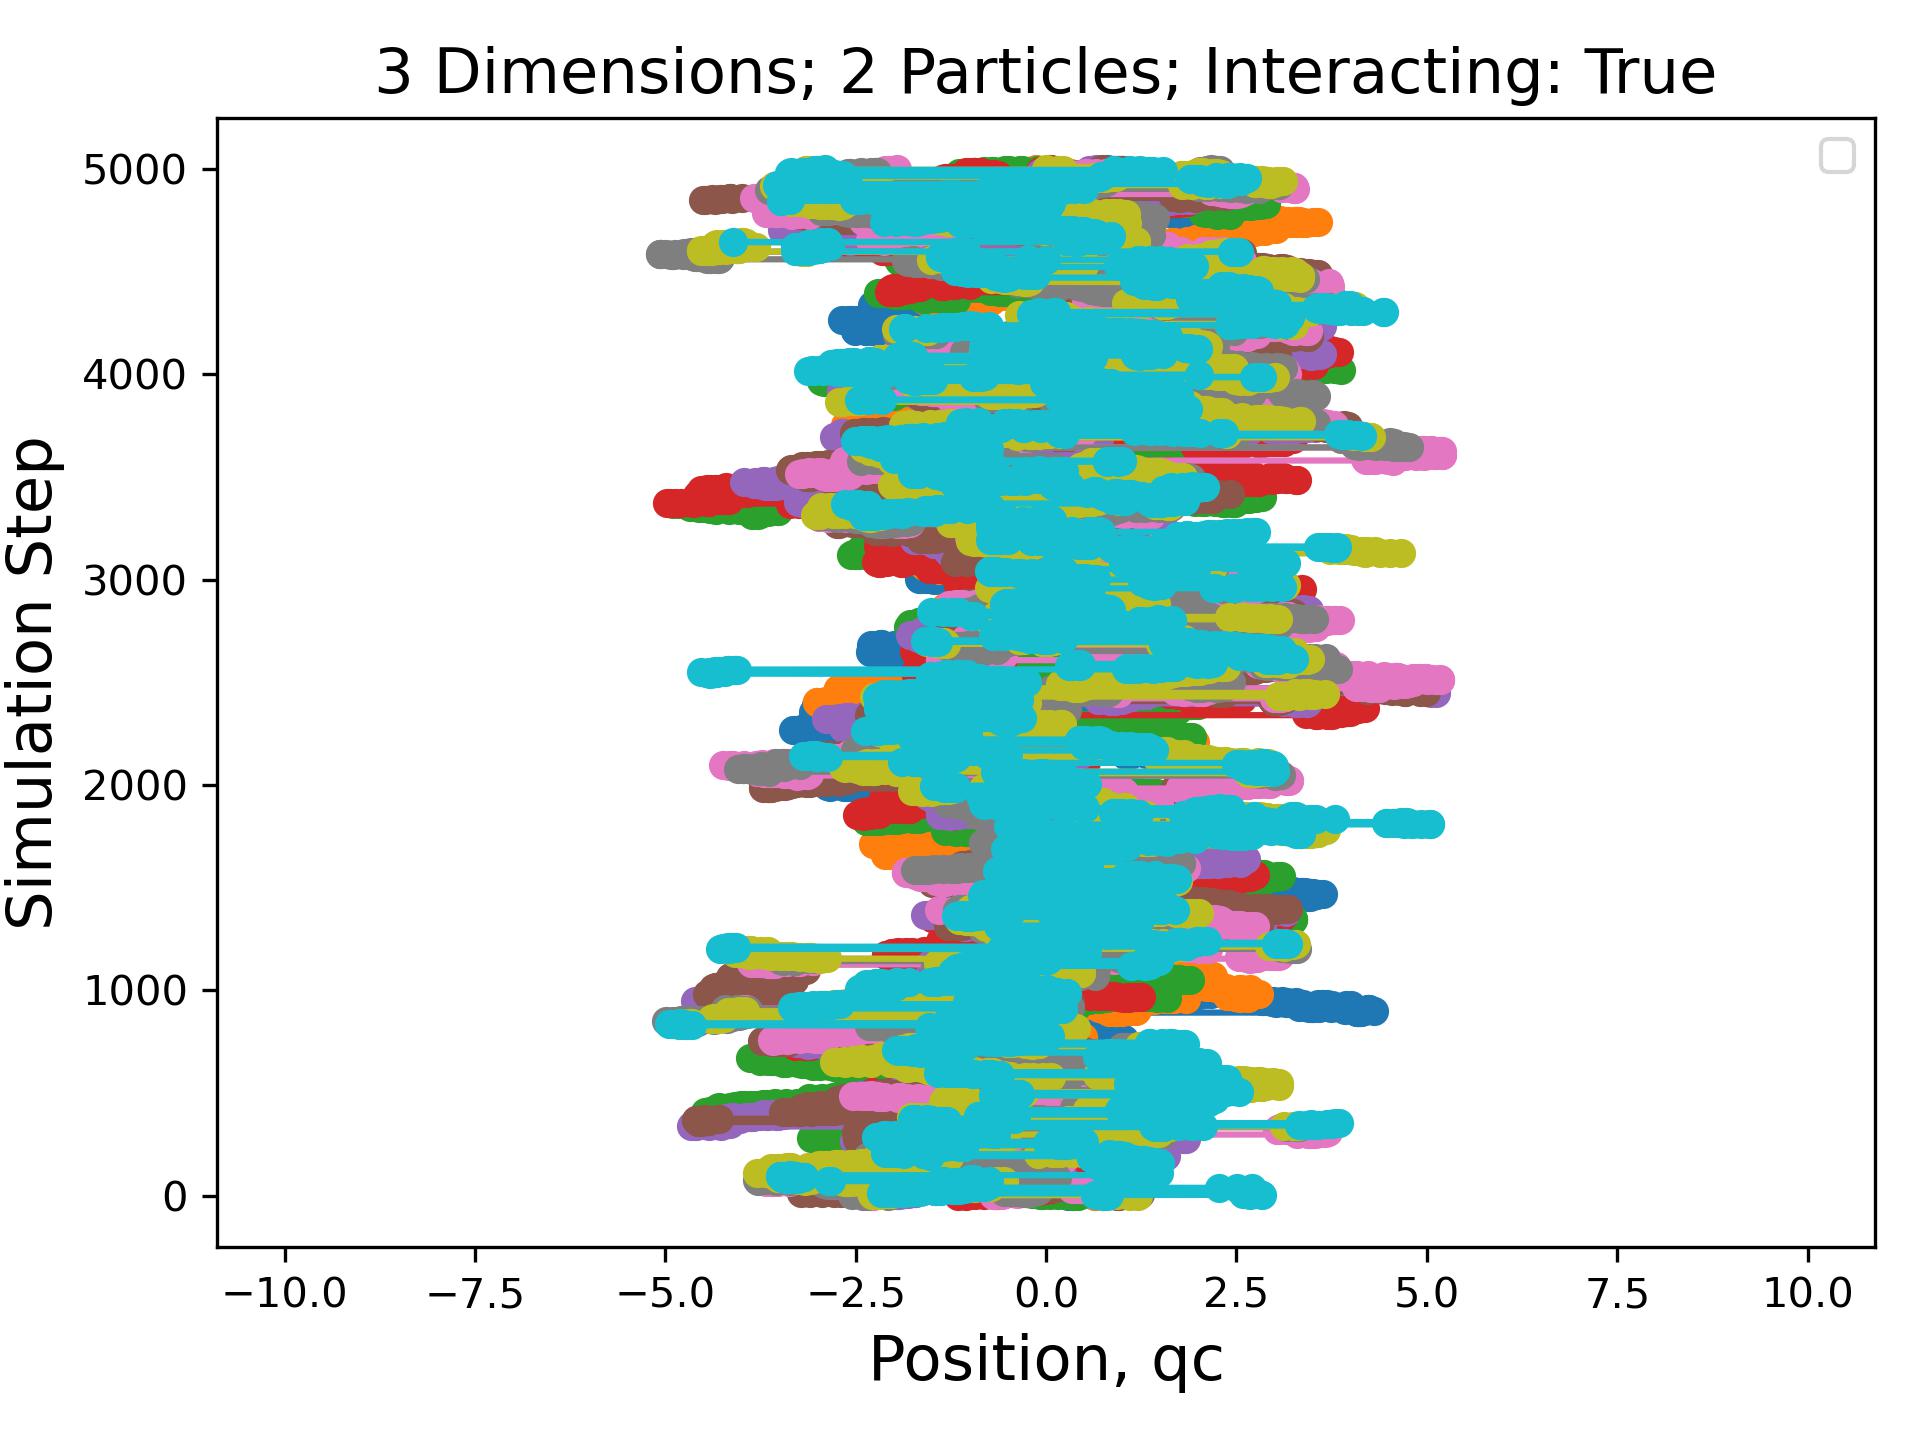 3 Dimensions; 2 Particles; Interacting: True
Simulation Step
5000
4000
3000
2000
1000
0
−10.0 −7.5 −5.0 −2.5 0.0 2.5 5.0 7.5 10.0
Position, qc